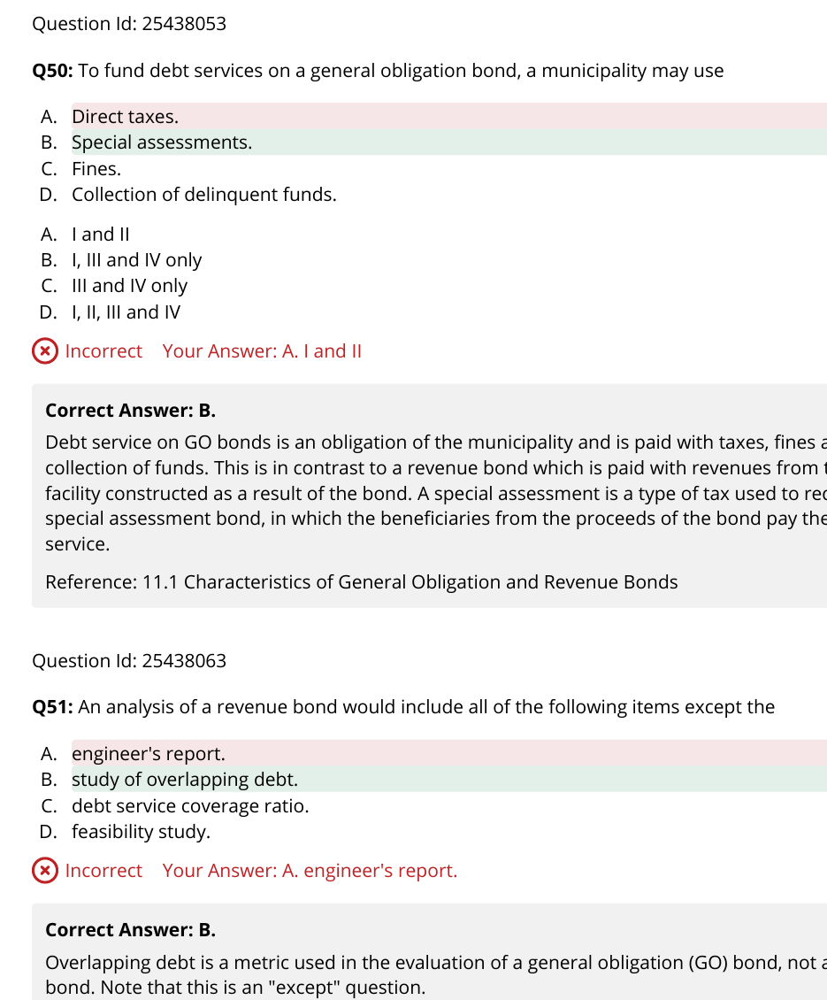 Question Id: 25438053
Q50: To fund debt services on a general obligation bond, a municipality may use
A. Direct taxes.
B. Special assessments.
C. Fines.
D. Collection of delinquent funds.
A. I and II
B. I, III and IV only
C. III and IV only
D. I, II, III and IV
Incorrect Your Answer: A. I and II
Correct Answer: B.
Debt service on GO bonds is an obligation of the municipality and is paid with taxes, fines
collection of funds. This is in contrast to a revenue bond which is paid with revenues from
facility constructed as a result of the bond. A special assessment is a type of tax used to
special assessment bond, in which the beneficiaries from the proceeds of the bond pay the
service.
Reference: 11.1 Characteristics of General Obligation and Revenue Bonds
Question Id: 25438063
Q51: An analysis of a revenue bond would include all of the following items except the
A. engineer's report.
B. study of overlapping debt.
C. debt service coverage ratio.
D. feasibility study.
Incorrect Your Answer: A. engineer's report.
Correct Answer: B.
Overlapping debt is a metric used in the evaluation of a general obligation (GO) bond, not
bond. Note that this is an "except" question.